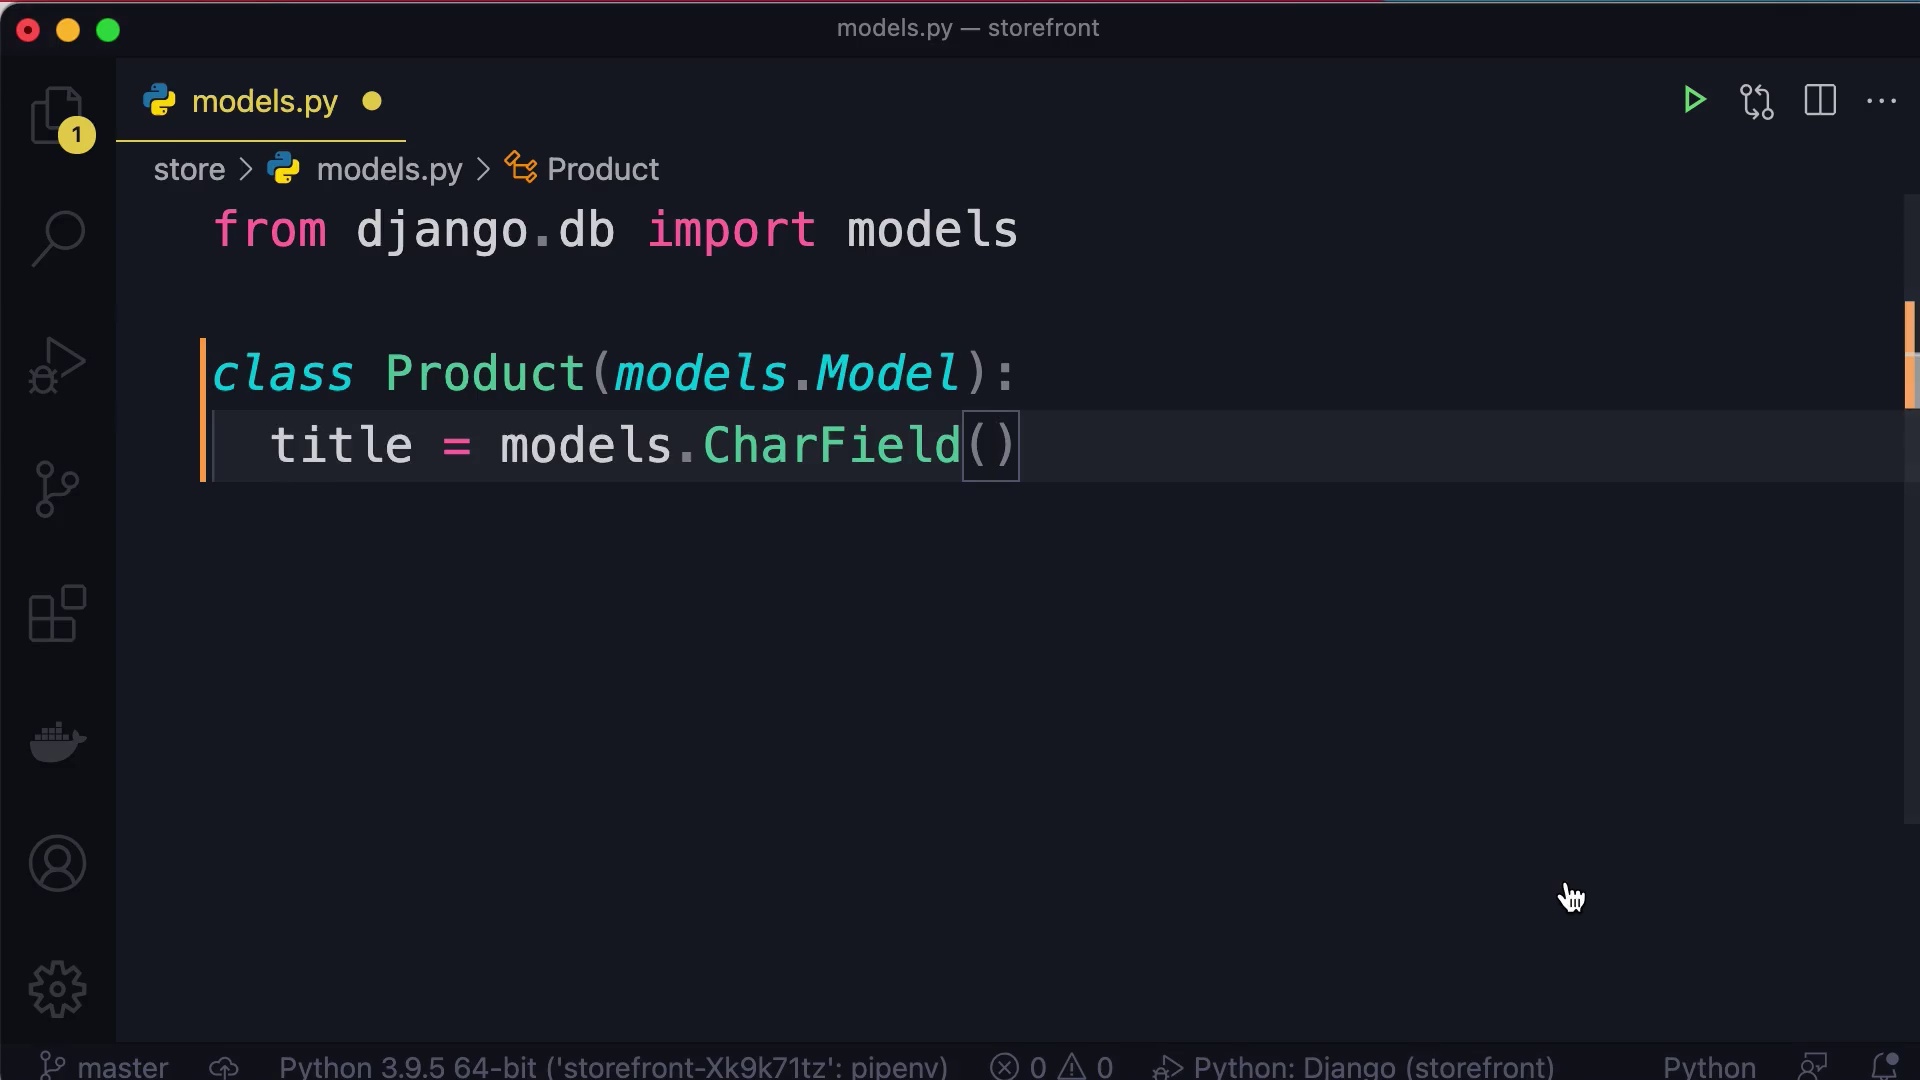 models.py — storefront
models.py
1
store > models.py > Product
from django.db import models
class Product(models.Model):
title = models.CharField()
master Python 3.9.5 64-bit ('storefront-Xk9k71tz': pipenv) 0 0 Python: Django (storefront) Python